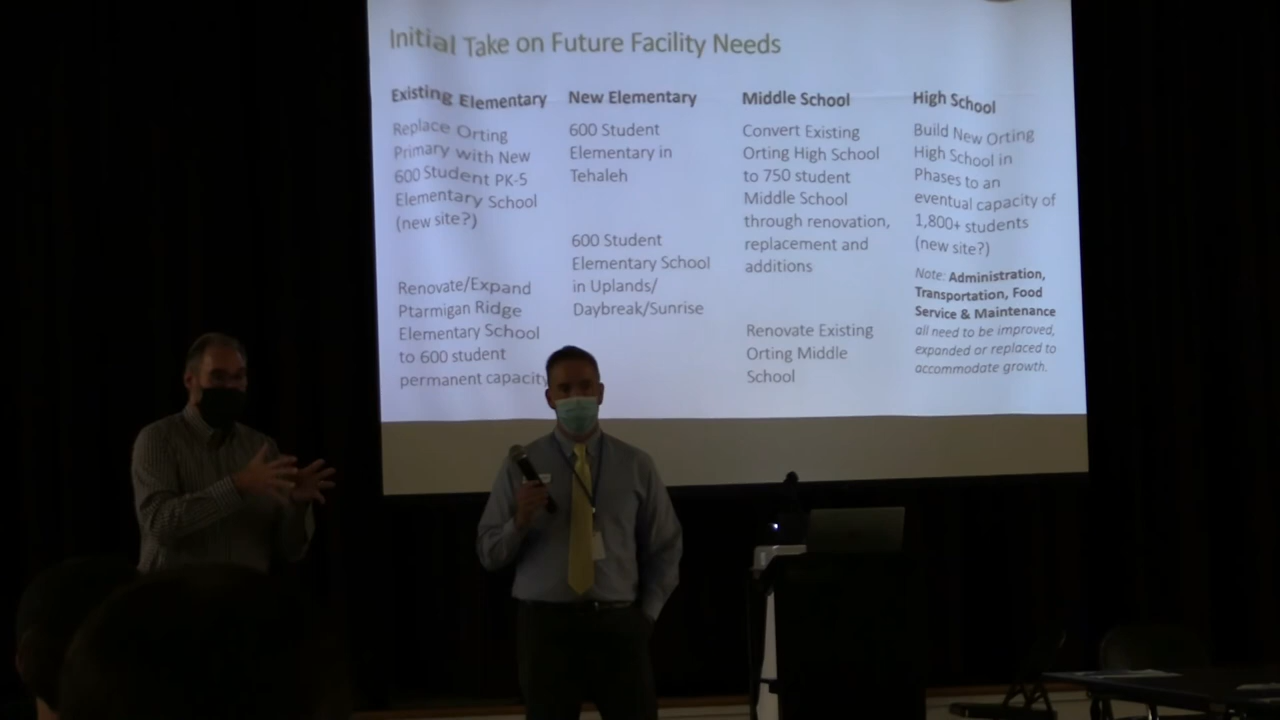 Initial Take on Future Facility Needs
Existing Elementary
Replace Orting
Primary with New
600 Student PK-5
Elementary School
(new site?)
Renovate/Expand
Ptarmigan Ridge
Elementary School
to 600 student
permanent capacity
New Elementary
600 Student
Elementary in
Tehaleh
600 Student
Elementary School
in Uplands/
Daybreak/Sunrise
Middle School
Convert Existing
Orting High School
to 750 student
Middle School
through renovation,
replacement and
additions
Renovate Existing
Orting Middle
School
High School
Build New Orting
High School in
Phases to an
eventual capacity of
1,800+ students
(new site?)
Note: Administration,
Transportation, Food
Service & Maintenance
all need to be improved,
expanded or replaced to
accommodate growth.